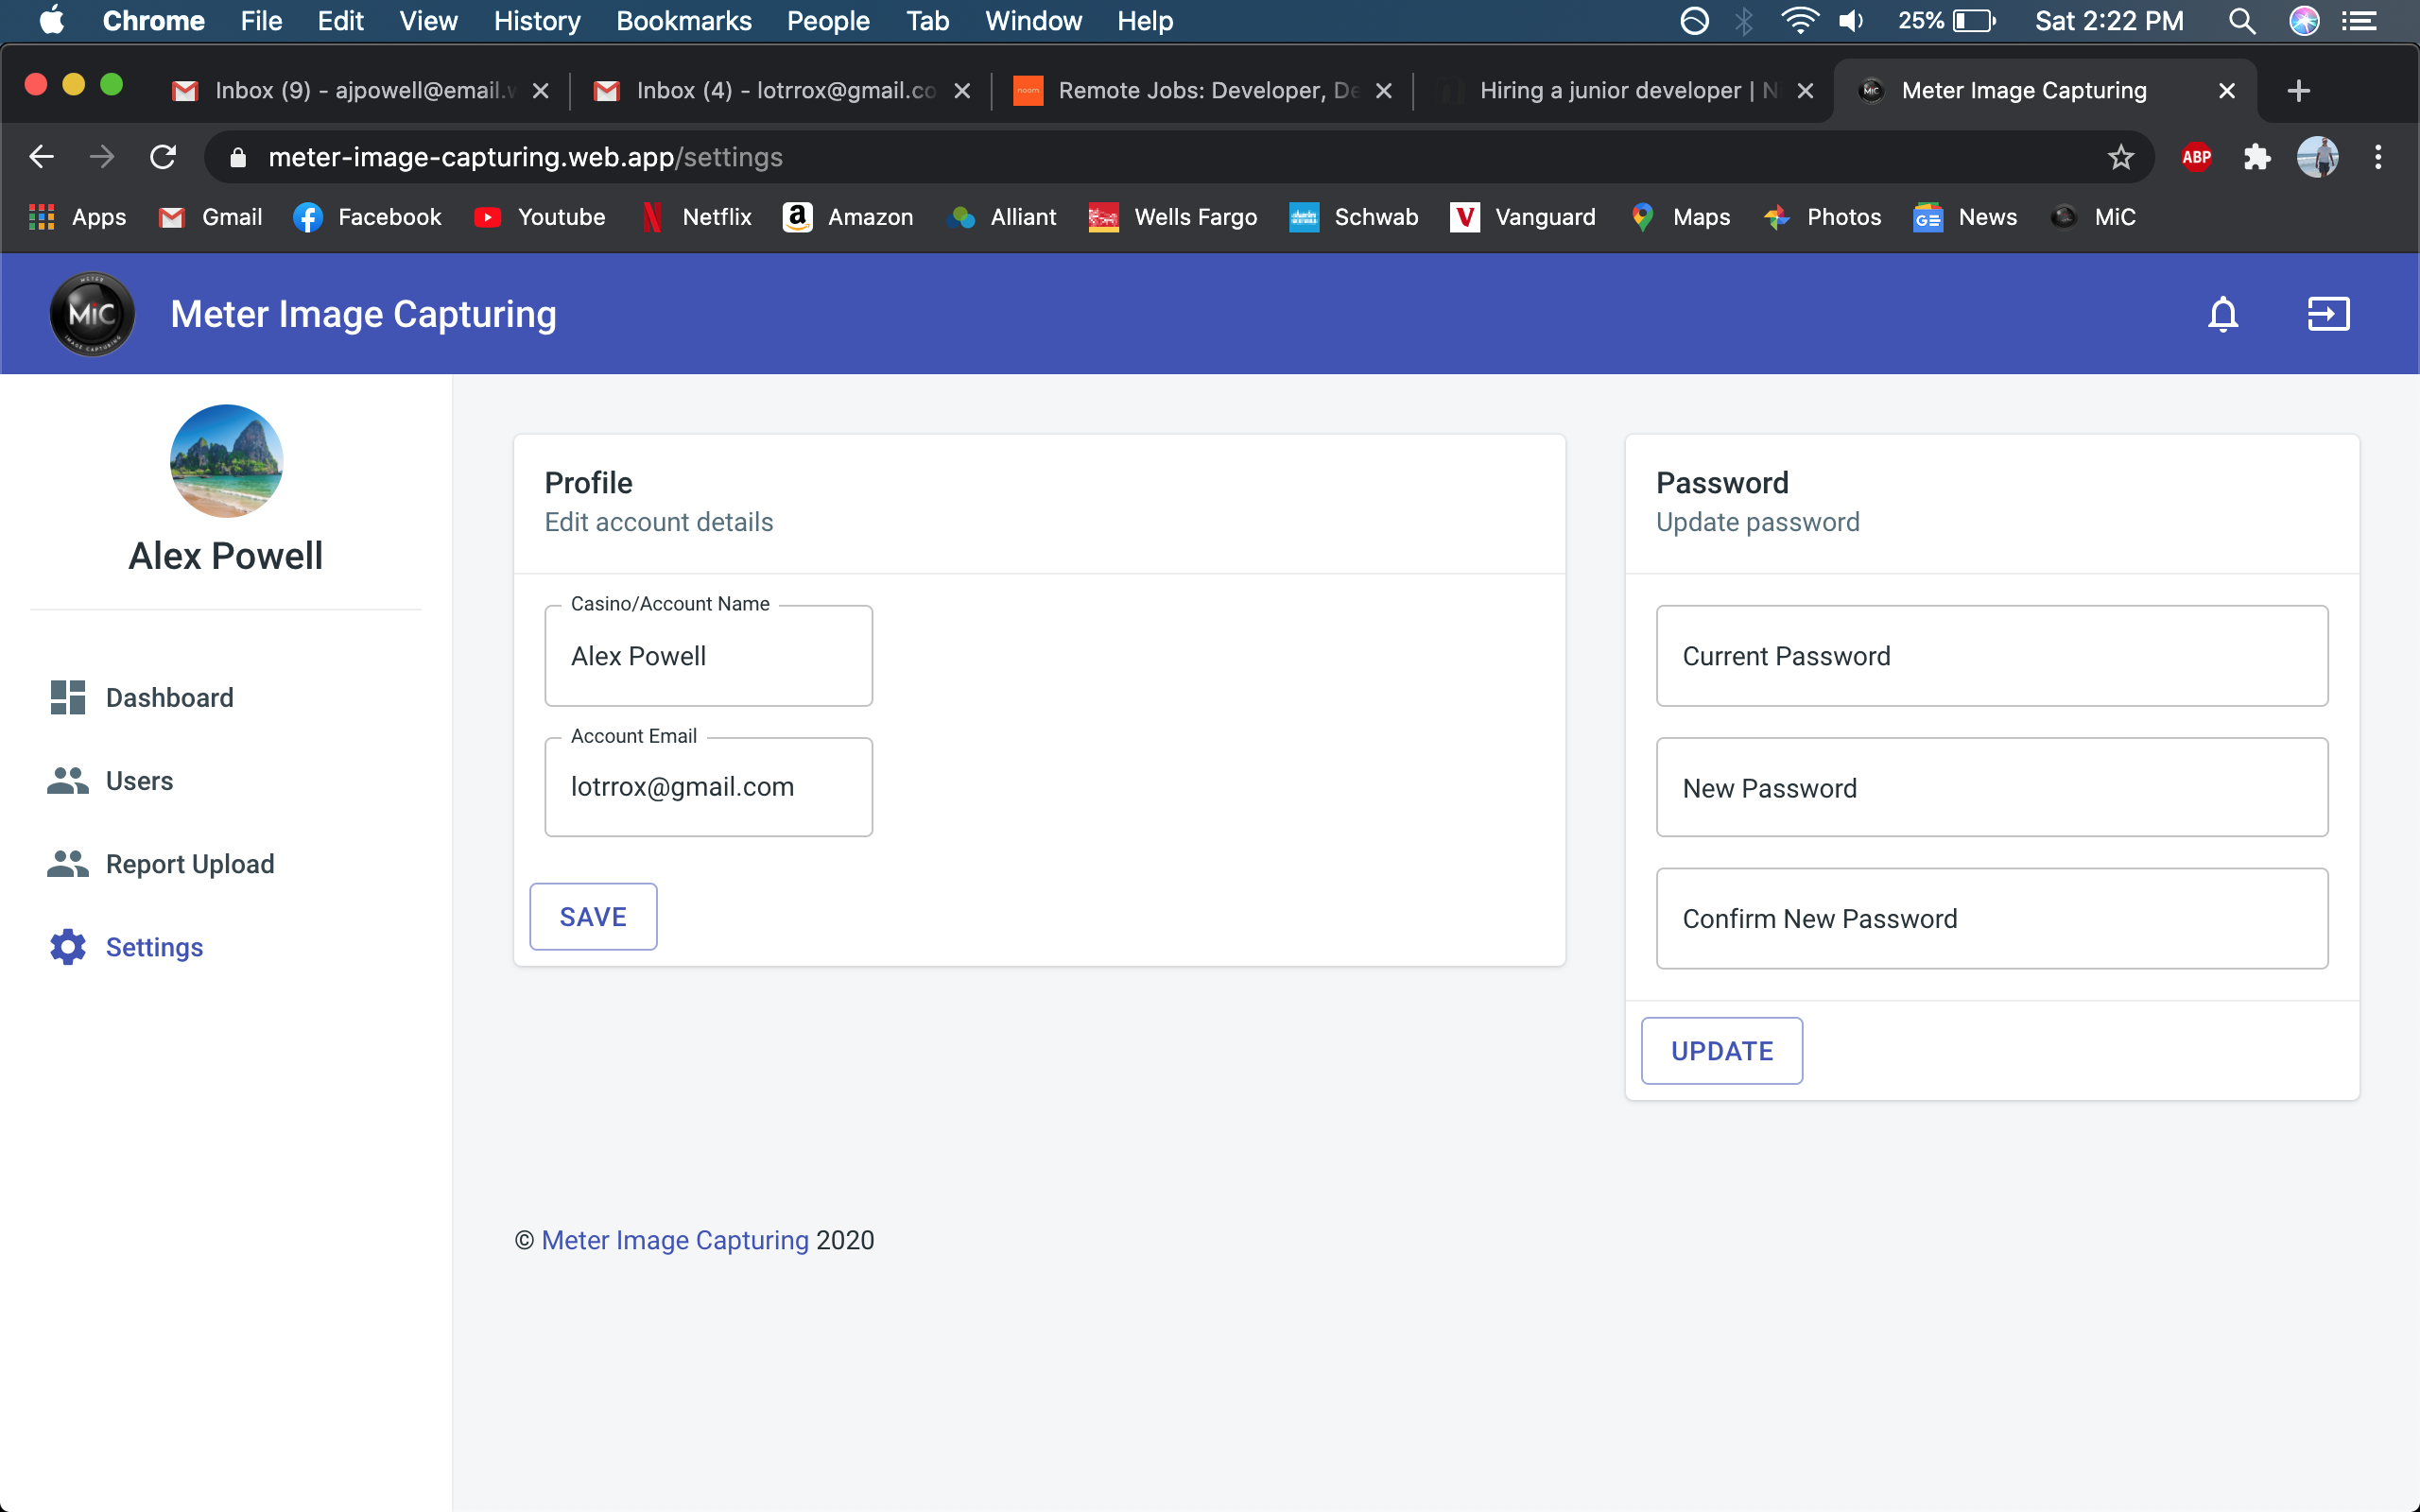 Chrome File Edit View History Bookmarks People Tab Window Help 25% Sat 2:22 PM
Inbox (9) - ajpowell@email.w Inbox (4) - lotrrox@gmail.co Remote Jobs: Developer, De Hiring a junior developer | N Meter Image Capturing
meter-image-capturing.web.app/settings ABP
Apps Gmail Facebook Youtube Netflix Amazon Alliant Wells Fargo Schwab Vanguard Maps Photos News MiC
METER
MiC
IMAGE CAPTURING
Meter Image Capturing
Alex Powell
Dashboard
Users
Report Upload
Settings
Profile
Edit account details
Casino/Account Name
Alex Powell
Account Email
lotrrox@gmail.com
SAVE
Password
Update password
Current Password
New Password
Confirm New Password
UPDATE
© Meter Image Capturing 2020